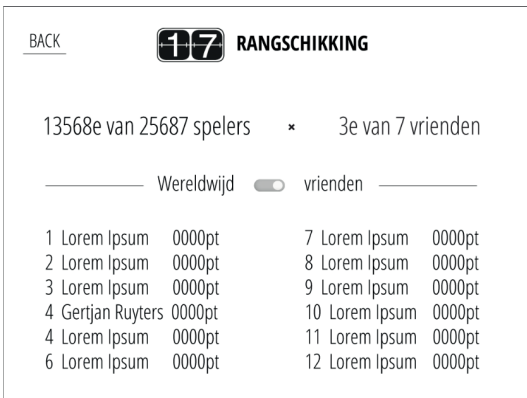 BACK
17 RANGSCHIKKING
13568e van 25687 spelers × 3e van 7 vrienden
Wereldwijd vrienden
1 Lorem Ipsum 0000pt
2 Lorem Ipsum 0000pt
3 Lorem Ipsum 0000pt
4 Gertjan Ruyters 0000pt
4 Lorem Ipsum 0000pt
6 Lorem Ipsum 0000pt
7 Lorem Ipsum 0000pt
8 Lorem Ipsum 0000pt
9 Lorem Ipsum 0000pt
10 Lorem Ipsum 0000pt
11 Lorem Ipsum 0000pt
12 Lorem Ipsum 0000pt